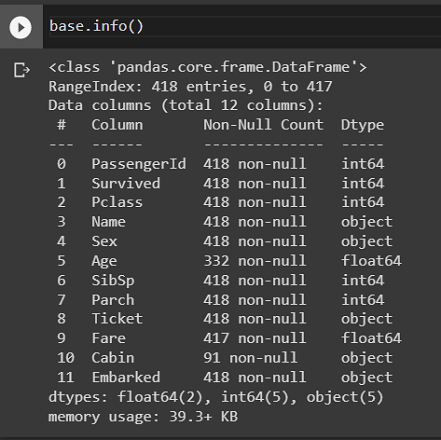 base.info()
<class 'pandas.core.frame.DataFrame'>
RangeIndex: 418 entries, 0 to 417
Data columns (total 12 columns):
 #   Column       Non-Null Count  Dtype
---  ------       --------------  -----
 0   PassengerId  418 non-null    int64
 1   Survived     418 non-null    int64
 2   Pclass       418 non-null    int64
 3   Name         418 non-null    object
 4   Sex          418 non-null    object
 5   Age          332 non-null    float64
 6   SibSp        418 non-null    int64
 7   Parch        418 non-null    int64
 8   Ticket       418 non-null    object
 9   Fare         417 non-null    float64
 10  Cabin        91 non-null     object
 11  Embarked     418 non-null    object
dtypes: float64(2), int64(5), object(5)
memory usage: 39.3+ KB